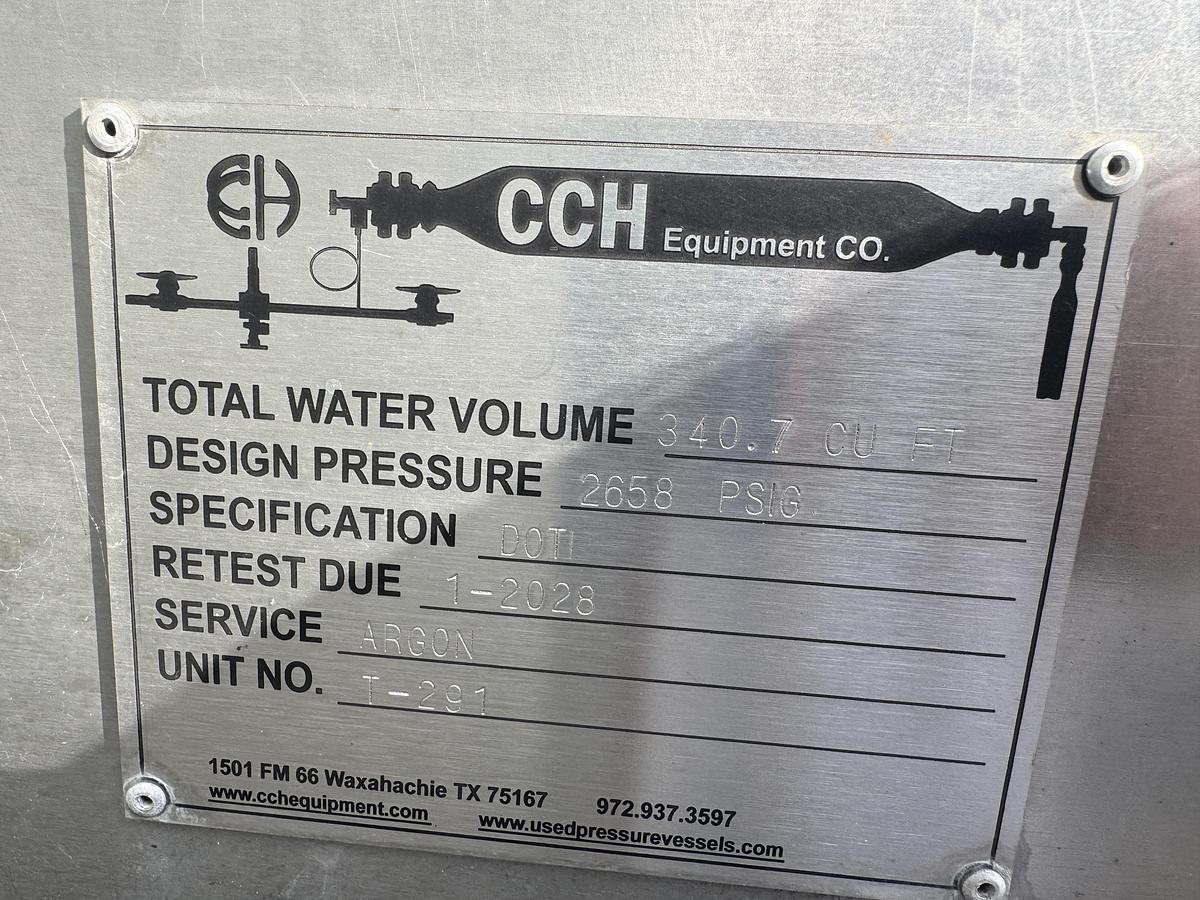 CH
CCH Equipment CO.
TOTAL WATER VOLUME 340.7 CU FT
DESIGN PRESSURE 2658 PSIG
SPECIFICATION DOT
RETEST DUE 1-2028
SERVICE ARGON
UNIT NO. T-291
1501 FM 66 Waxahachie TX 75167 972.937.3597
www.cchequipment.com www.usedpressurevessels.com